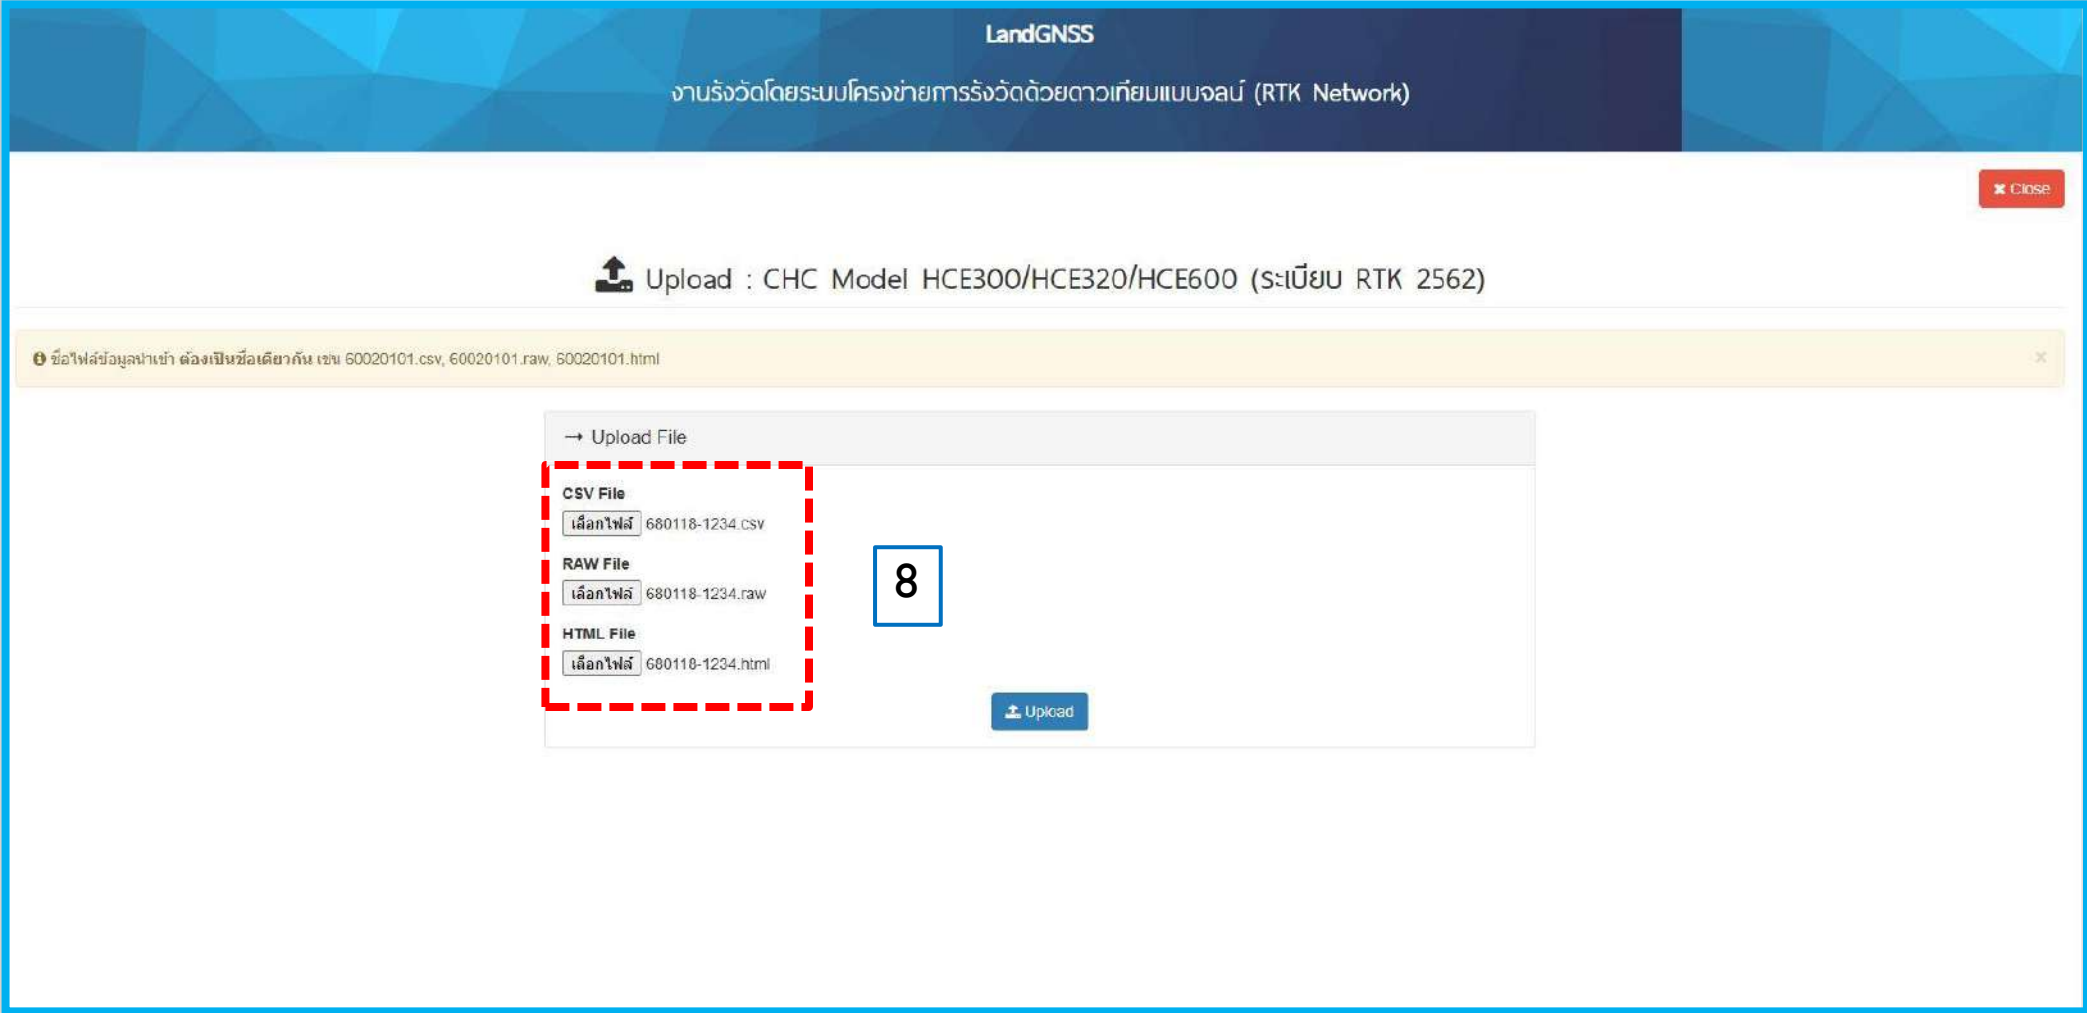 LandGNSS
งานรังวัดโดยระบบโครงข่ายการรังวัดด้วยดาวเทียมแบบจลน์ (RTK Network)
✖ Close
Upload : CHC Model HCE300/HCE320/HCE600 (ระเบียบ RTK 2562)
ชื่อไฟล์ข้อมูลนำเข้า ต้องเป็นชื่อเดียวกัน เช่น 60020101.csv, 60020101.raw, 60020101.html
×
→ Upload File
CSV File
เลือกไฟล์ 680118-1234.csv
RAW File
เลือกไฟล์ 680118-1234.raw
8
HTML File
เลือกไฟล์ 680118-1234.html
Upload